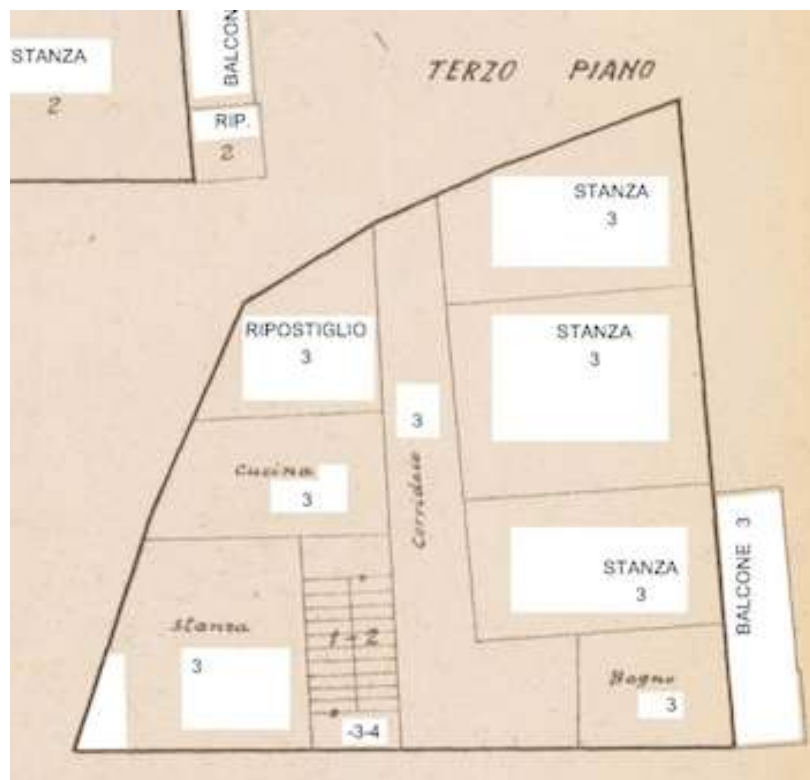 STANZA
2
BALCON
RIP.
2
TERZO PIANO
STANZA
3
RIPOSTIGLIO
3
STANZA
3
3
Corridoio
Cucina
3
STANZA
3
BALCONE 3
Stanza
3
1-2
-3-4
Bagno
3